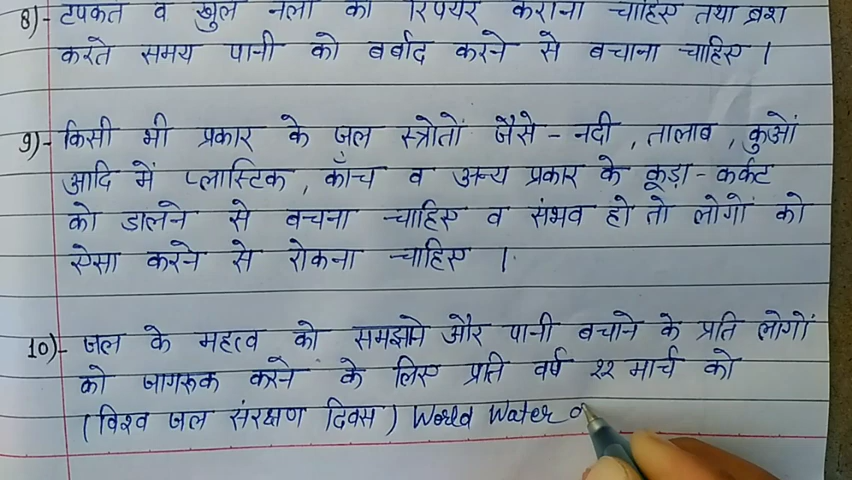 8)- टपकते व खुले नलों को रिपेयर कराना चाहिए तथा ब्रश
करते समय पानी को बर्बाद करने से बचाना चाहिए ।
9)- किसी भी प्रकार के जल स्त्रोतों जैसे - नदी , तालाब , कुओं
आदि में प्लास्टिक , काँच व अन्य प्रकार के कूड़ा - कर्कट
को डालने से बचना चाहिए व संभव हो तो लोगों को
ऐसा करने से रोकना चाहिए ।
10)- जल के महत्व को समझाने और पानी बचाने के प्रति लोगों
को जागरूक करने के लिए प्रति वर्ष २२ मार्च को
(विश्व जल संरक्षण दिवस) World Water